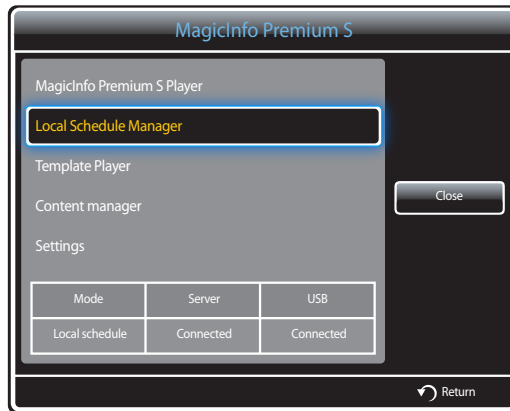 MagicInfo Premium S
MagicInfo Premium S Player
Local Schedule Manager
Template Player
Content manager
Close
Settings
Mode Server USB
Local schedule Connected Connected
Return